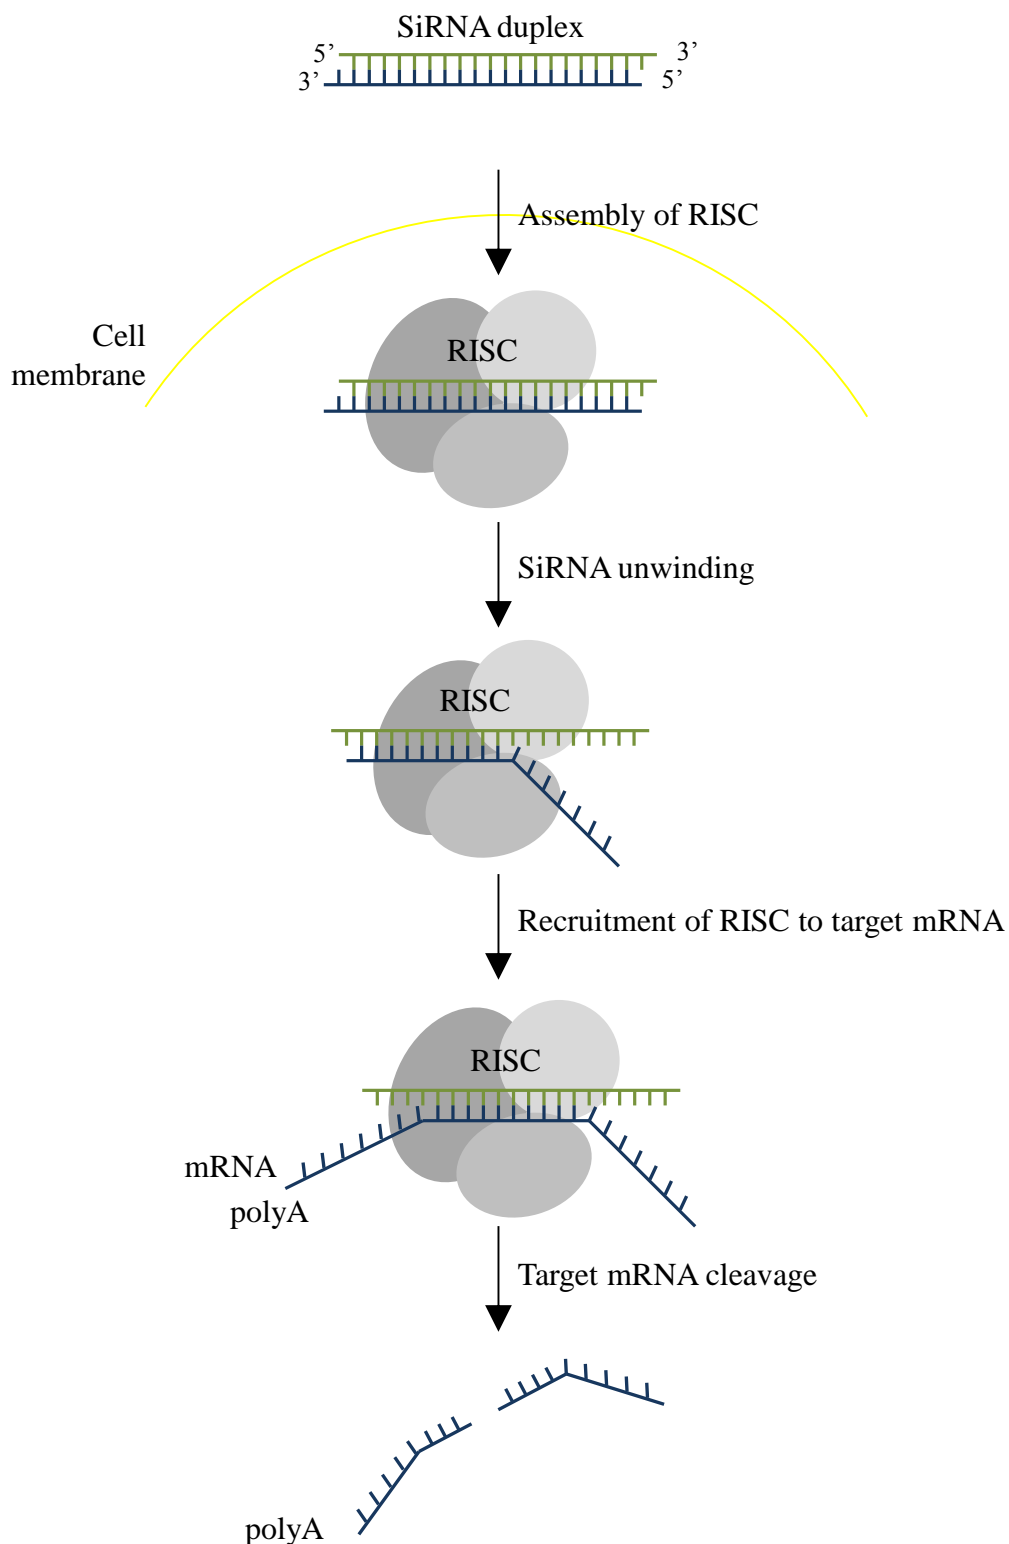 SiRNA duplex
5’ 3’
3’ 5’
Assembly of RISC
Cell
membrane
RISC
SiRNA unwinding
RISC
Recruitment of RISC to target mRNA
RISC
mRNA
polyA
Target mRNA cleavage
polyA